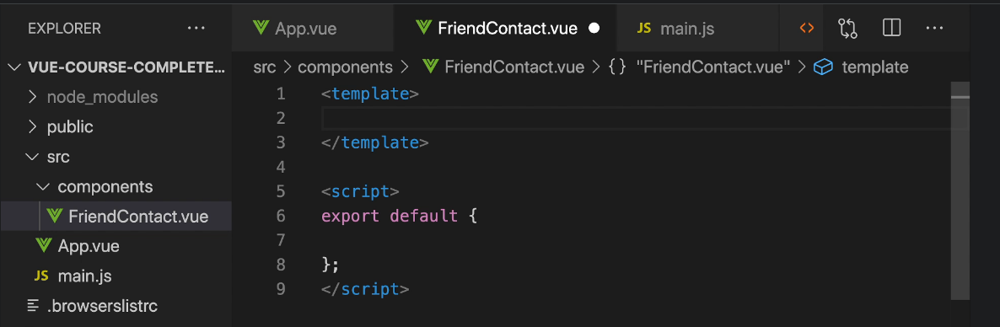 EXPLORER ...
App.vue FriendContact.vue JS main.js <> ...
VUE-COURSE-COMPLETE...
src > components > FriendContact.vue > {} "FriendContact.vue" > template
node_modules
public
src
components
FriendContact.vue
App.vue
JS main.js
.browserslistrc
1 <template>
2
3 </template>
4
5 <script>
6 export default {
7
8 };
9 </script>